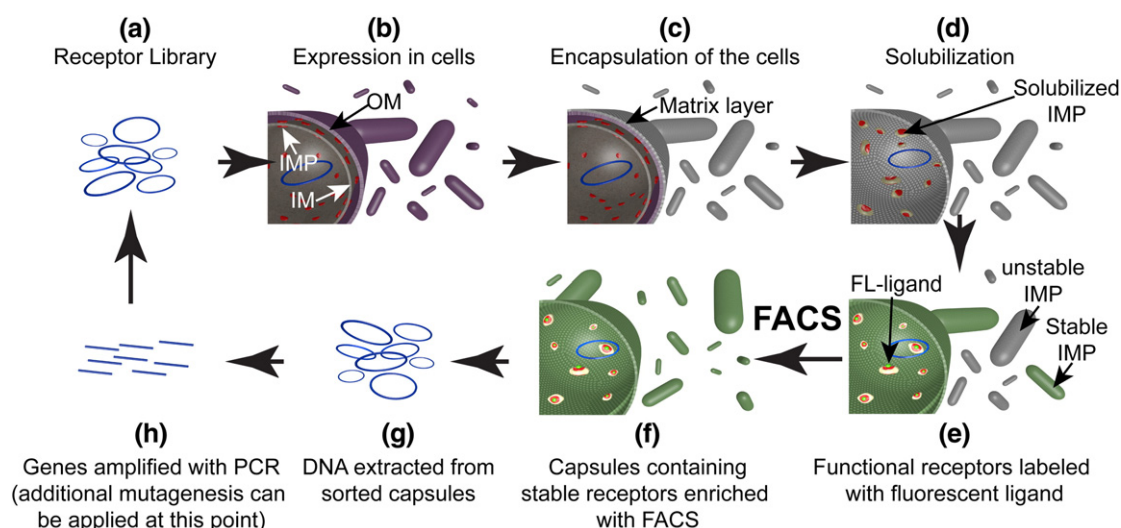 (a)
Receptor Library
(b)
Expression in cells
OM
IMP
IM
(c)
Encapsulation of the cells
Matrix layer
(d)
Solubilization
Solubilized
IMP
FL-ligand
unstable
IMP
Stable
IMP
(e)
Functional receptors labeled
with fluorescent ligand
FACS
(f)
Capsules containing
stable receptors enriched
with FACS
(g)
DNA extracted from
sorted capsules
(h)
Genes amplified with PCR
(additional mutagenesis can
be applied at this point)